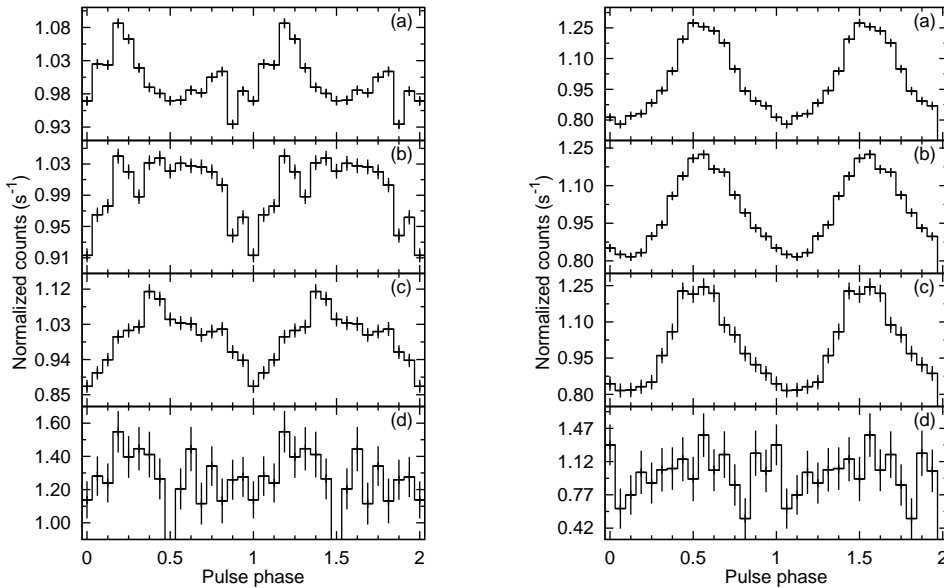 (a)
1.08
1.03
0.98
0.93
(b)
1.03
0.99
0.95
0.91
(c)
1.12
1.03
0.94
0.85
(d)
1.60
1.40
1.20
1.00
0 0.5 1 1.5 2
Pulse phase
Normalized counts (s⁻¹)
(a)
1.25
1.10
0.95
0.80
(b)
1.25
1.10
0.95
0.80
(c)
1.25
1.10
0.95
0.80
(d)
1.47
1.12
0.77
0.42
0 0.5 1 1.5 2
Pulse phase
Normalized counts (s⁻¹)